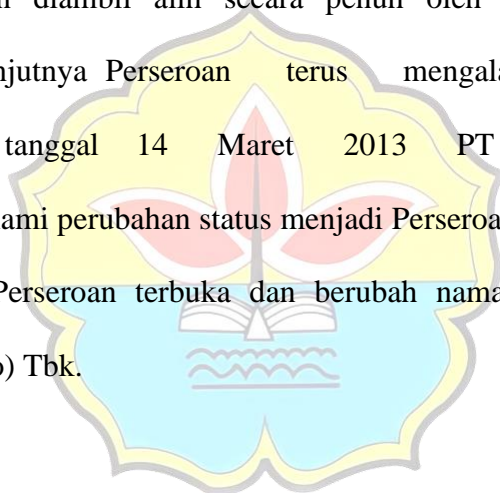 diambil alih secara penuh oleh
njutnya Perseroan terus mengala
tanggal 14 Maret 2013 PT
ami perubahan status menjadi Perseroa
Perseroan terbuka dan berubah nama
) Tbk.